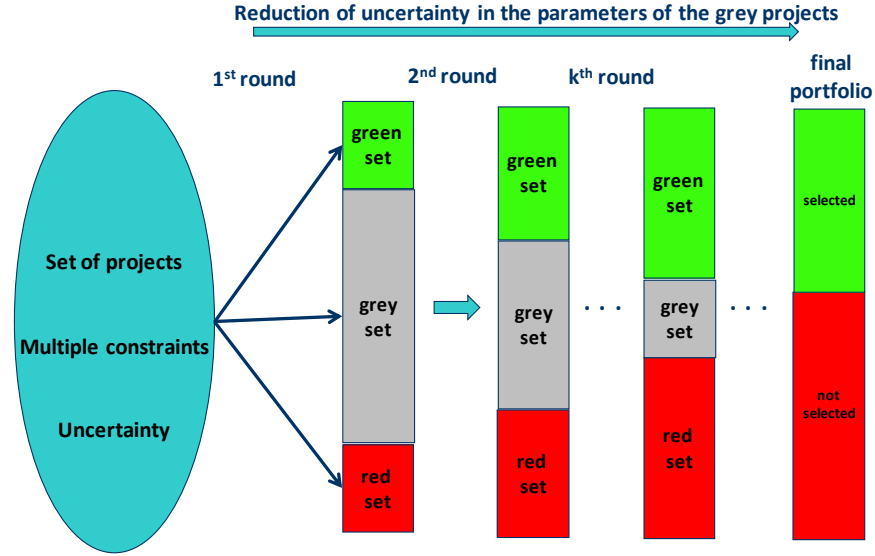 Reduction of uncertainty in the parameters of the grey projects
1st round
2nd round
kth round
final
portfolio
Set of projects
Multiple constraints
Uncertainty
green
set
grey
set
red
set
green
set
grey
set
red
set
. . .
green
set
grey
set
red
set
. . .
selected
not
selected